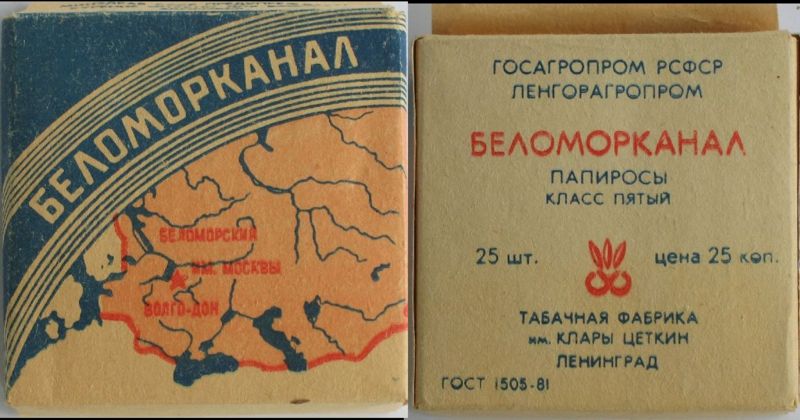 БЕЛОМОРКАНАЛ
БЕЛОМОРСКИЙ
ИМ. МОСКВЫ
ВОЛГО-ДОН
ГОСАГРОПРОМ РСФСР
ЛЕНГОРАГРОПРОМ
БЕЛОМОРКАНАЛ
ПАПИРОСЫ
КЛАСС ПЯТЫЙ
25 шт. цена 25 коп.
ТАБАЧНАЯ ФАБРИКА
им. КЛАРЫ ЦЕТКИН
ЛЕНИНГРАД
ГОСТ 1505-81